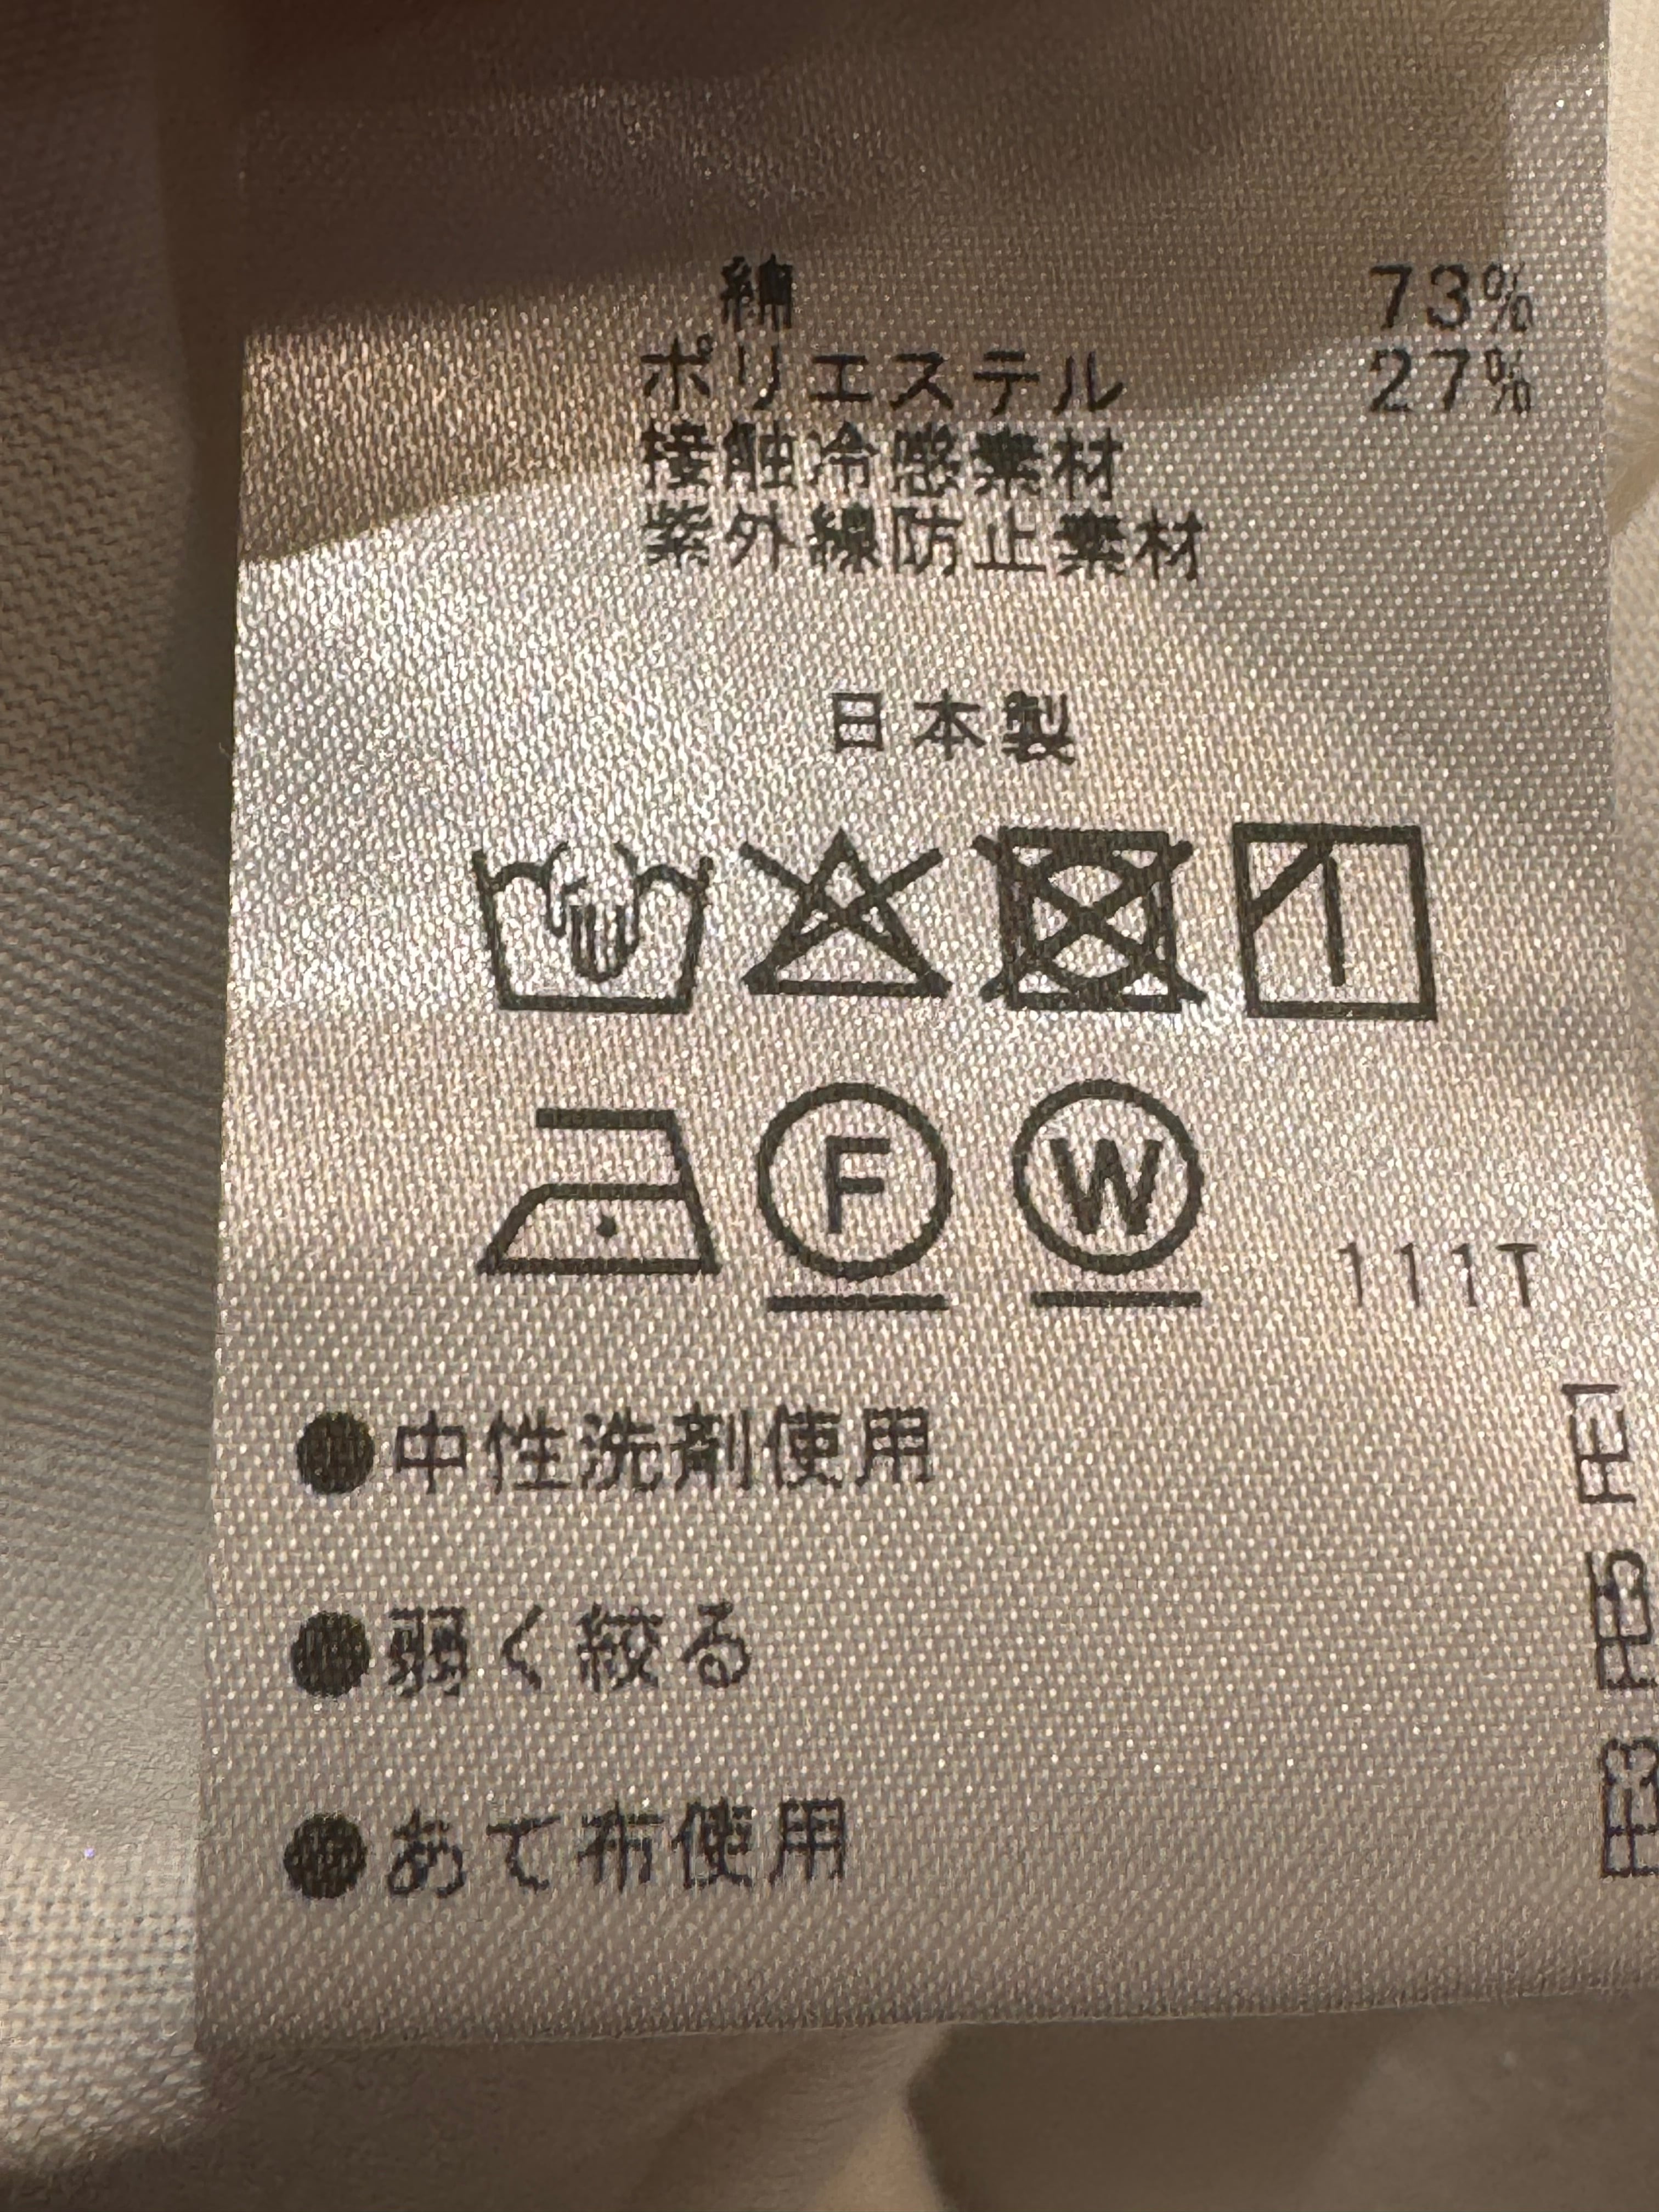 綿 73%
ポリエステル 27%
接触冷感素材
紫外線防止素材
日本製
F W
111T
●中性洗剤使用
●弱く絞る
●あて布使用